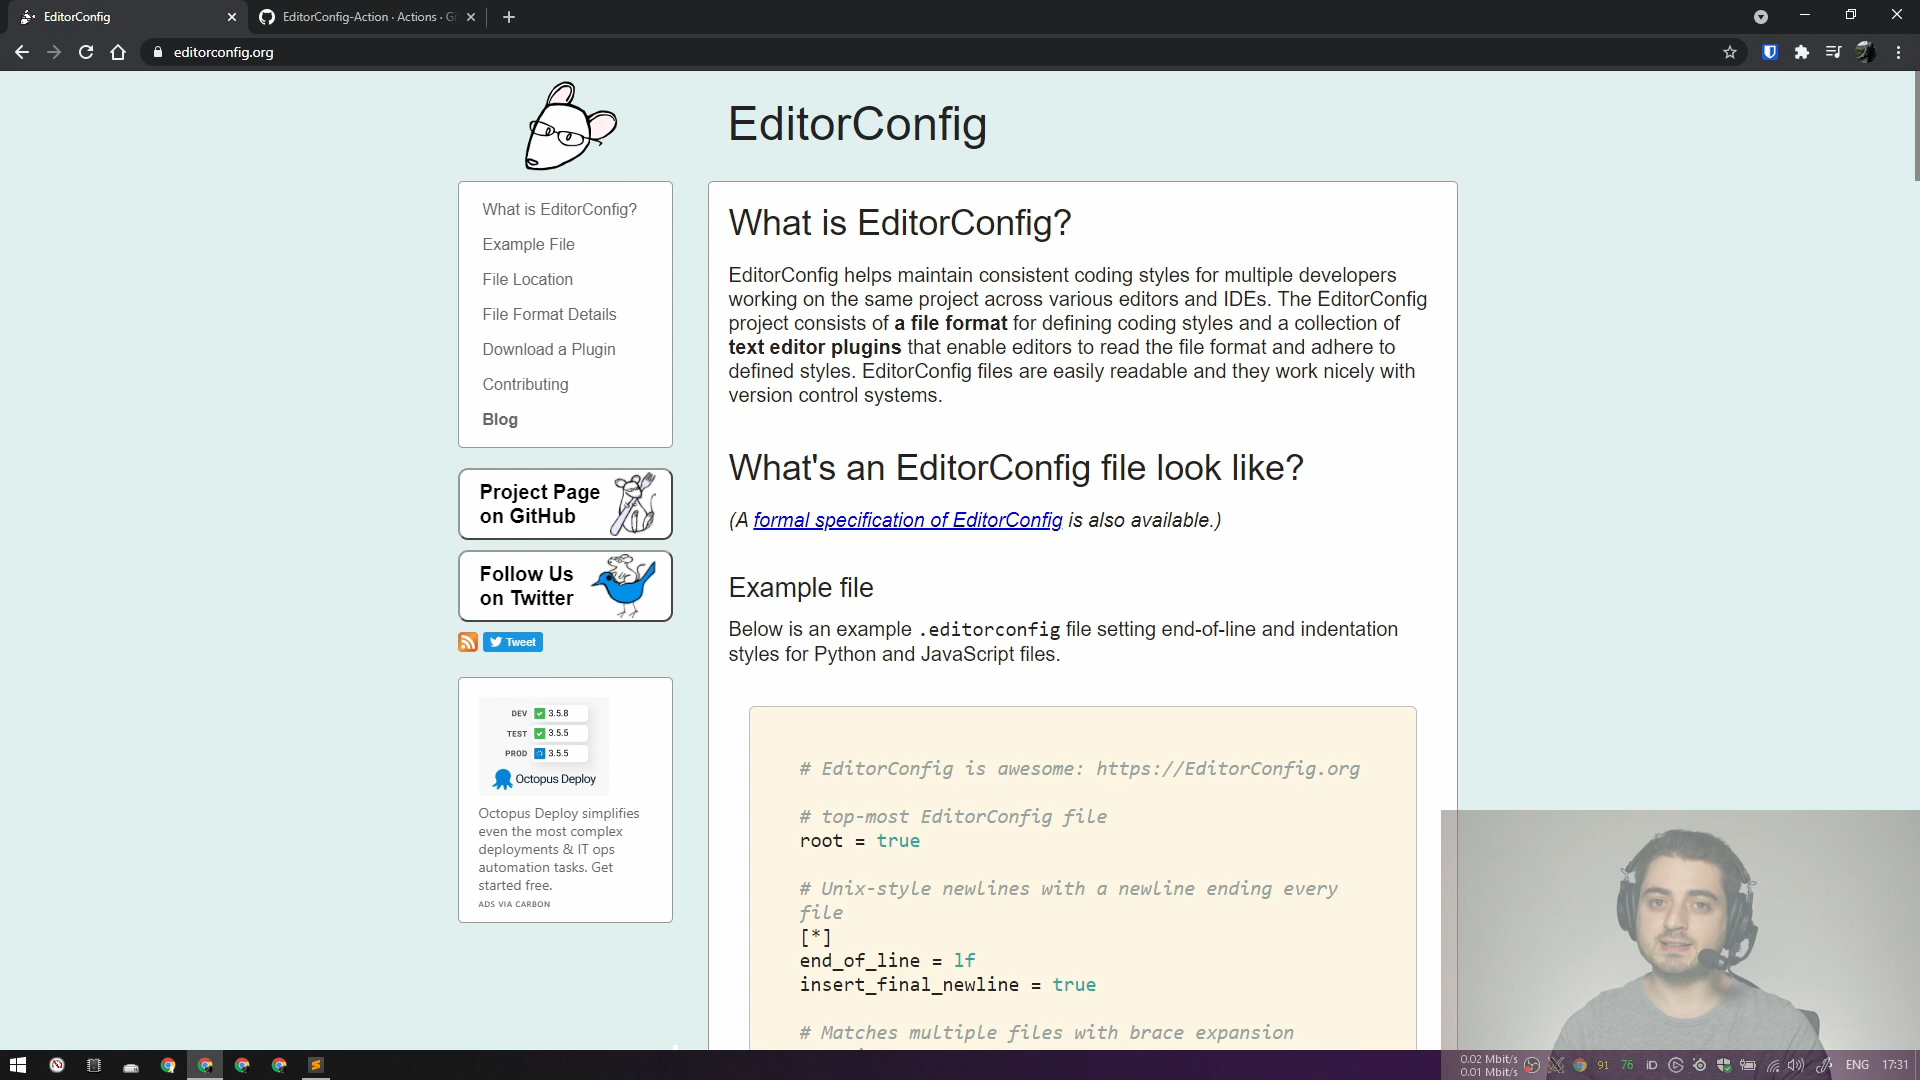 EditorConfig
EditorConfig-Action · Actions · G
editorconfig.org
EditorConfig
What is EditorConfig?
Example File
File Location
File Format Details
Download a Plugin
Contributing
Blog
Project Page
on GitHub
Follow Us
on Twitter
Tweet
DEV 3.5.8
TEST 3.5.5
PROD 3.5.5
Octopus Deploy
Octopus Deploy simplifies
even the most complex
deployments & IT ops
automation tasks. Get
started free.
ADS VIA CARBON
What is EditorConfig?
EditorConfig helps maintain consistent coding styles for multiple developers
working on the same project across various editors and IDEs. The EditorConfig
project consists of a file format for defining coding styles and a collection of
text editor plugins that enable editors to read the file format and adhere to
defined styles. EditorConfig files are easily readable and they work nicely with
version control systems.
What's an EditorConfig file look like?
(A formal specification of EditorConfig is also available.)
Example file
Below is an example .editorconfig file setting end-of-line and indentation
styles for Python and JavaScript files.
# EditorConfig is awesome: https://EditorConfig.org
# top-most EditorConfig file
root = true
# Unix-style newlines with a newline ending every
file
[*]
end_of_line = lf
insert_final_newline = true
# Matches multiple files with brace expansion
0.02 Mbit/s
0.01 Mbit/s
91
76
iD
ENG
17:31